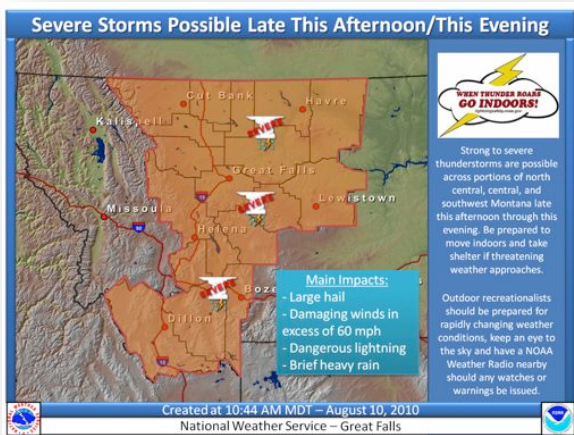 Severe Storms Possible Late This Afternoon/This Evening
Cut Bank
Havre
Kalispell
SEVERE
Great Falls
SEVERE
Lewistown
Missoula
Helena
SEVERE
Boze
Dillon
15
90
15
Main Impacts:
- Large hail
- Damaging winds in
excess of 60 mph
- Dangerous lightning
- Brief heavy rain
WHEN THUNDER ROARS
GO INDOORS!
Strong to severe
thunderstorms are possible
across portions of north
central, central, and
southwest Montana late
this afternoon through this
evening. Be prepared to
move indoors and take
shelter if threatening
weather approaches.
Outdoor recreationalists
should be prepared for
rapidly changing weather
conditions, keep an eye to
the sky and have a NOAA
Weather Radio nearby
should any watches or
warnings be issued.
Created at 10:44 AM MDT – August 10, 2010
National Weather Service – Great Falls